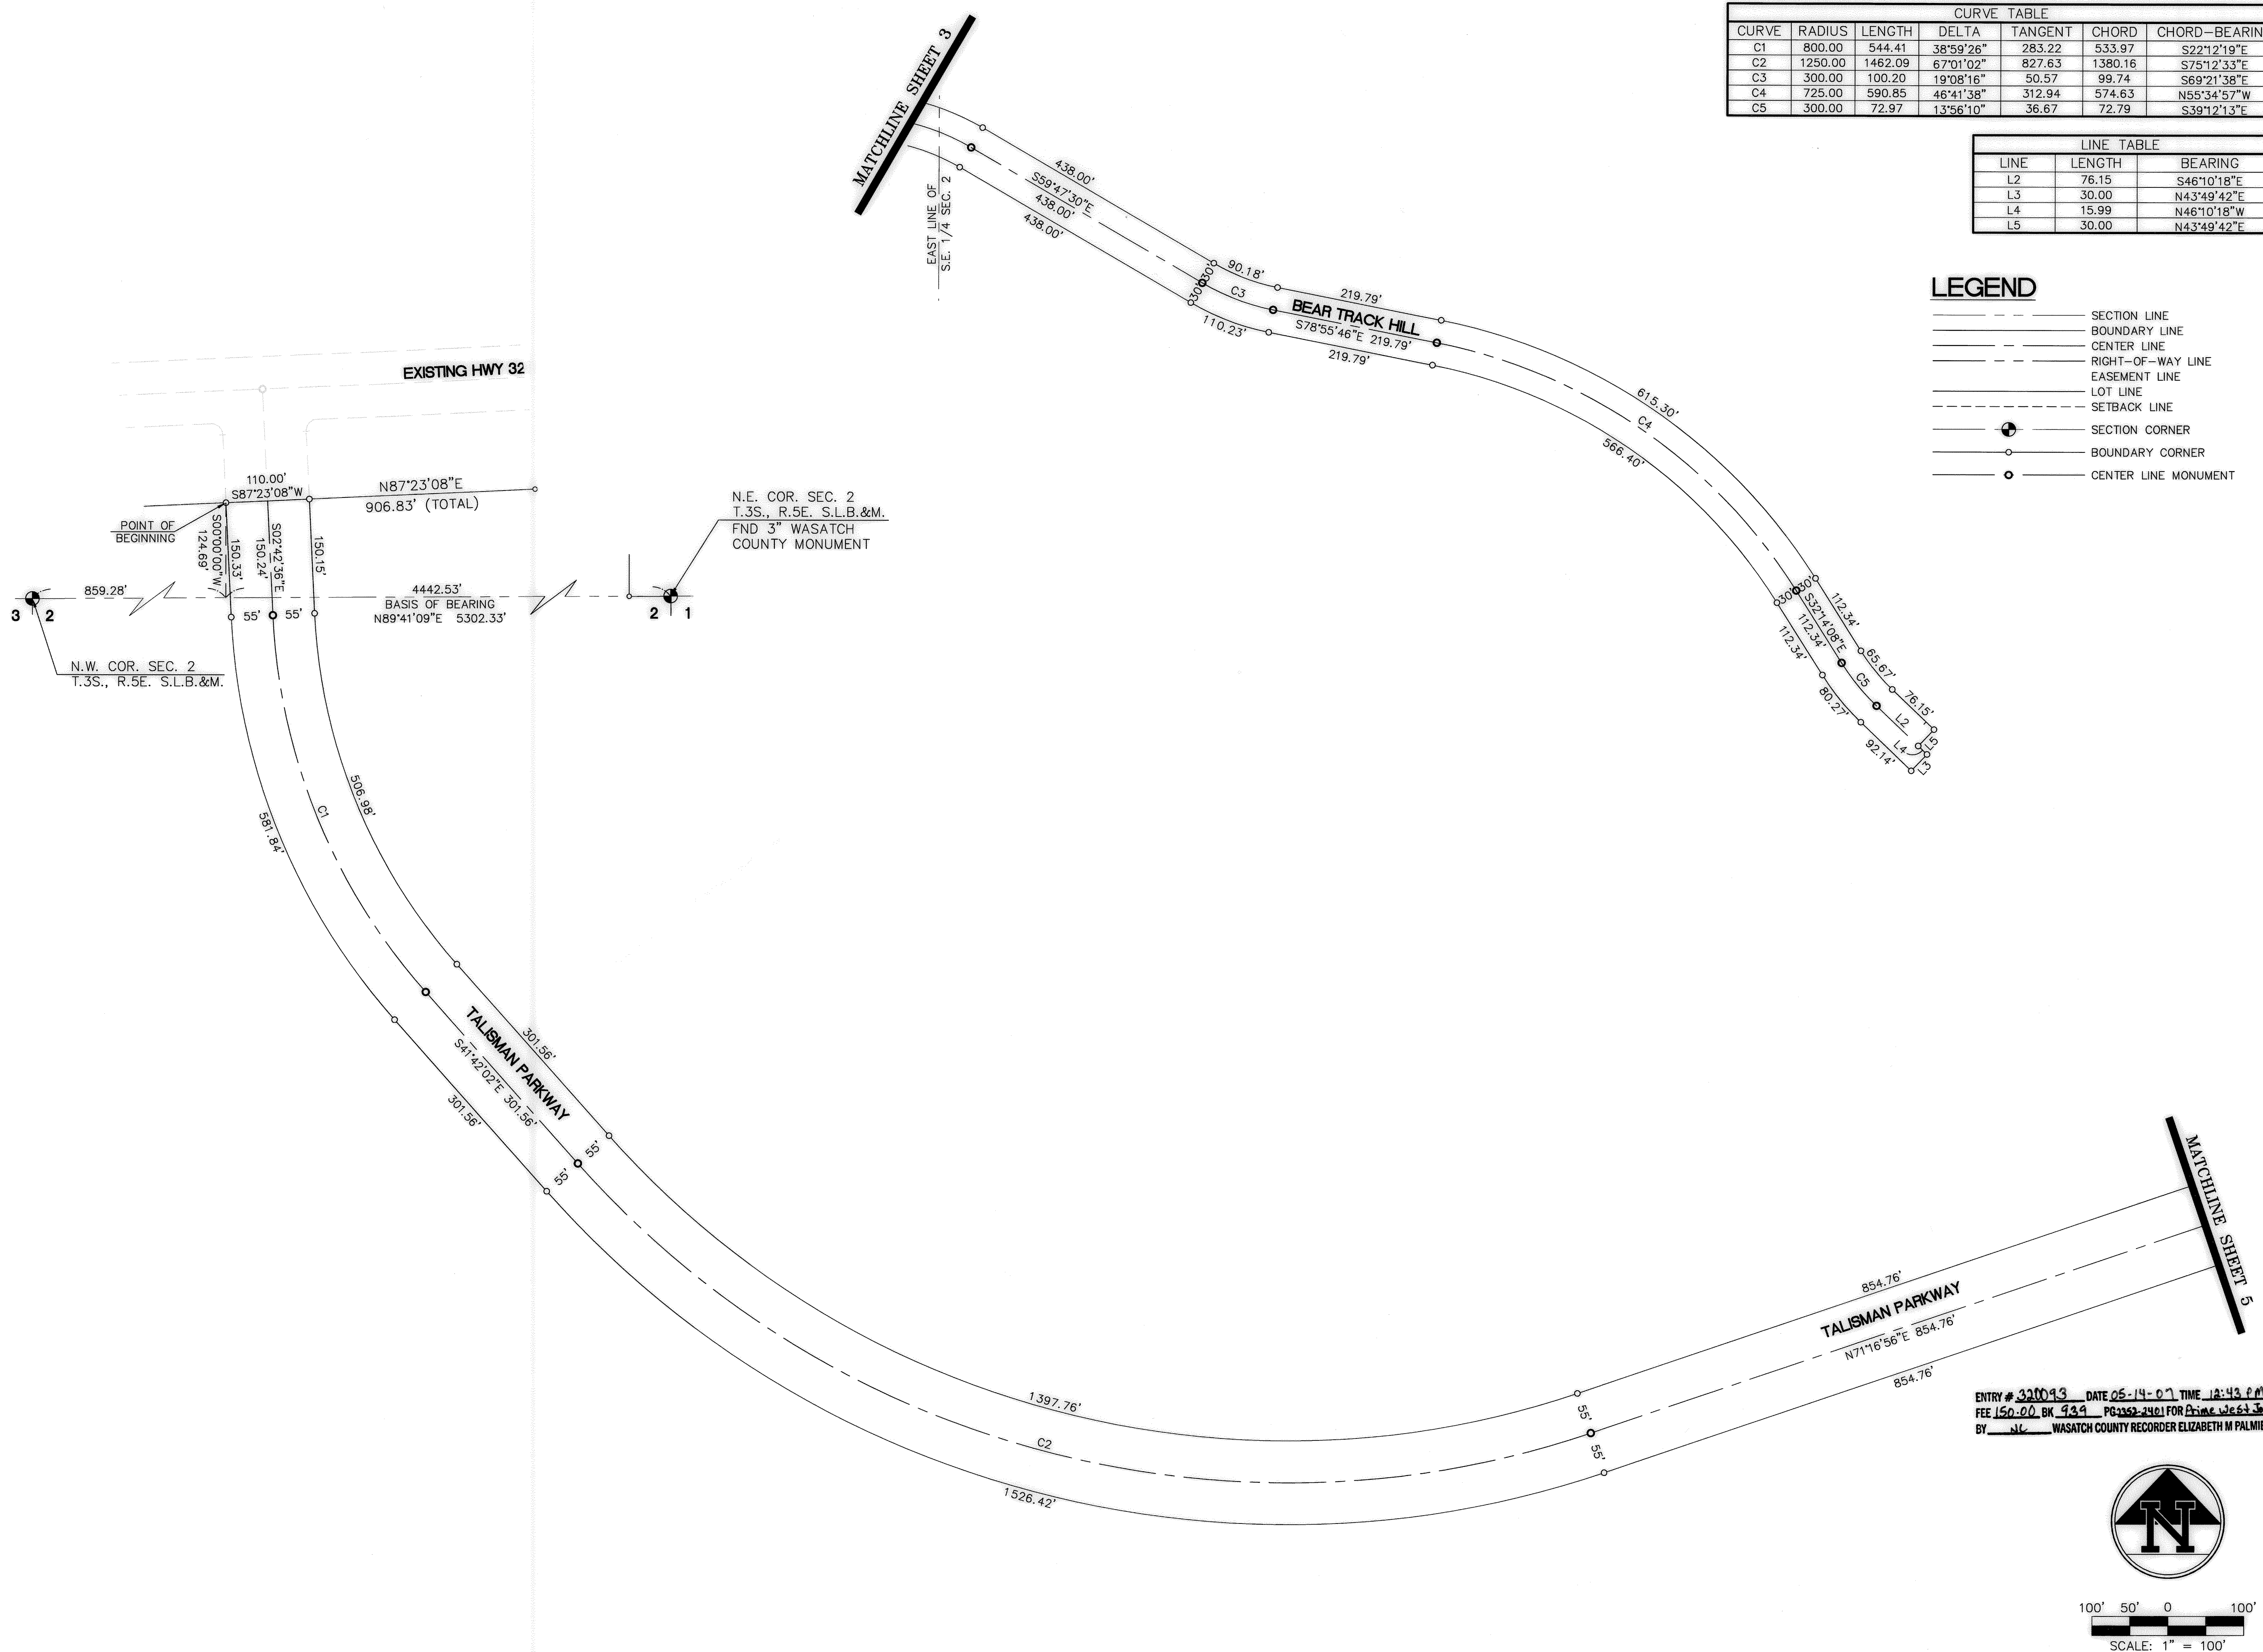 CURVE TABLE
CURVE RADIUS LENGTH DELTA TANGENT CHORD CHORD-BEARIN
C1 800.00 544.41 38°59'26" 283.22 533.97 S22°12'19"E
C2 1250.00 1462.09 67°01'02" 827.63 1380.16 S75°12'33"E
C3 300.00 100.20 19°08'16" 50.57 99.74 S69°21'38"E
C4 725.00 590.85 46°41'38" 312.94 574.63 N55°34'57"W
C5 300.00 72.97 13°56'10" 36.67 72.79 S39°12'13"E
LINE TABLE
LINE LENGTH BEARING
L2 76.15 S46°10'18"E
L3 30.00 N43°49'42"E
L4 15.99 N46°10'18"W
L5 30.00 N43°49'42"E
LEGEND
SECTION LINE
BOUNDARY LINE
CENTER LINE
RIGHT-OF-WAY LINE
EASEMENT LINE
LOT LINE
SETBACK LINE
SECTION CORNER
BOUNDARY CORNER
CENTER LINE MONUMENT
MATCHLINE SHEET 3
EAST LINE OF
S.E. 1/4 SEC. 2
438.00'
S59°47'30"E
438.00'
438.00'
30'
30'
90.18'
C3
110.23'
219.79'
BEAR TRACK HILL
S78°55'46"E 219.79'
219.79'
615.30'
C4
566.40'
30'
30'
112.34'
S32°14'08"E
112.34'
112.34'
65.67'
C5
80.27'
76.15'
L2
L4
L5
92.14'
L3
EXISTING HWY 32
110.00'
S87°23'08"W
N87°23'08"E
906.83' (TOTAL)
POINT OF
BEGINNING
S00°00'00"W
124.69'
150.33'
S02°42'36"E
150.24'
150.15'
N.E. COR. SEC. 2
T.3S., R.5E. S.L.B.&M.
FND 3" WASATCH
COUNTY MONUMENT
859.28'
4442.53'
BASIS OF BEARING
N89°41'09"E 5302.33'
3 2
2 1
55'
55'
N.W. COR. SEC. 2
T.3S., R.5E. S.L.B.&M.
506.98'
C1
581.84'
301.56'
TALISMAN PARKWAY
S41°42'02"E 301.56'
301.56'
55'
55'
1397.76'
C2
1526.42'
55'
55'
854.76'
TALISMAN PARKWAY
N71°16'56"E 854.76'
854.76'
MATCHLINE SHEET 5
ENTRY # 320093 DATE 05-14-07 TIME 12:43 PM
FEE 150.00 BK 939 PG 2352-2401 FOR Prime West
BY NC WASATCH COUNTY RECORDER ELIZABETH M PALMIE
N
100' 50' 0 100'
SCALE: 1" = 100'